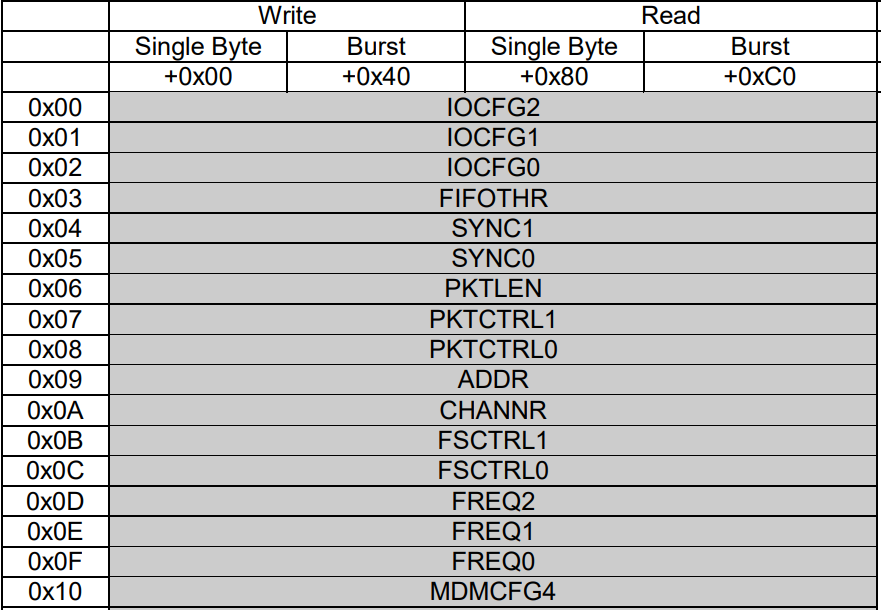 Write Read
Single Byte Burst Single Byte Burst
+0x00 +0x40 +0x80 +0xC0
0x00 IOCFG2
0x01 IOCFG1
0x02 IOCFG0
0x03 FIFOTHR
0x04 SYNC1
0x05 SYNC0
0x06 PKTLEN
0x07 PKTCTRL1
0x08 PKTCTRL0
0x09 ADDR
0x0A CHANNR
0x0B FSCTRL1
0x0C FSCTRL0
0x0D FREQ2
0x0E FREQ1
0x0F FREQ0
0x10 MDMCFG4